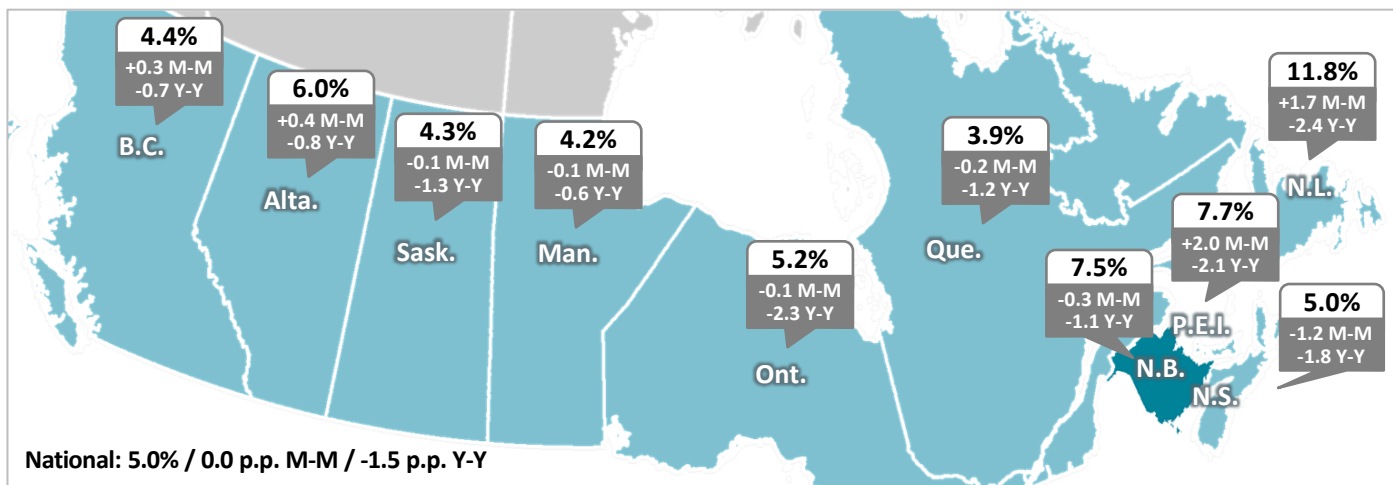 4.4%
+0.3 M-M
-0.7 Y-Y
B.C.
6.0%
+0.4 M-M
-0.8 Y-Y
Alta.
4.3%
-0.1 M-M
-1.3 Y-Y
Sask.
4.2%
-0.1 M-M
-0.6 Y-Y
Man.
5.2%
-0.1 M-M
-2.3 Y-Y
Ont.
3.9%
-0.2 M-M
-1.2 Y-Y
Que.
7.5%
-0.3 M-M
-1.1 Y-Y
N.B.
7.7%
+2.0 M-M
-2.1 Y-Y
P.E.I.
11.8%
+1.7 M-M
-2.4 Y-Y
N.L.
5.0%
-1.2 M-M
-1.8 Y-Y
N.S.
National: 5.0% / 0.0 p.p. M-M / -1.5 p.p. Y-Y